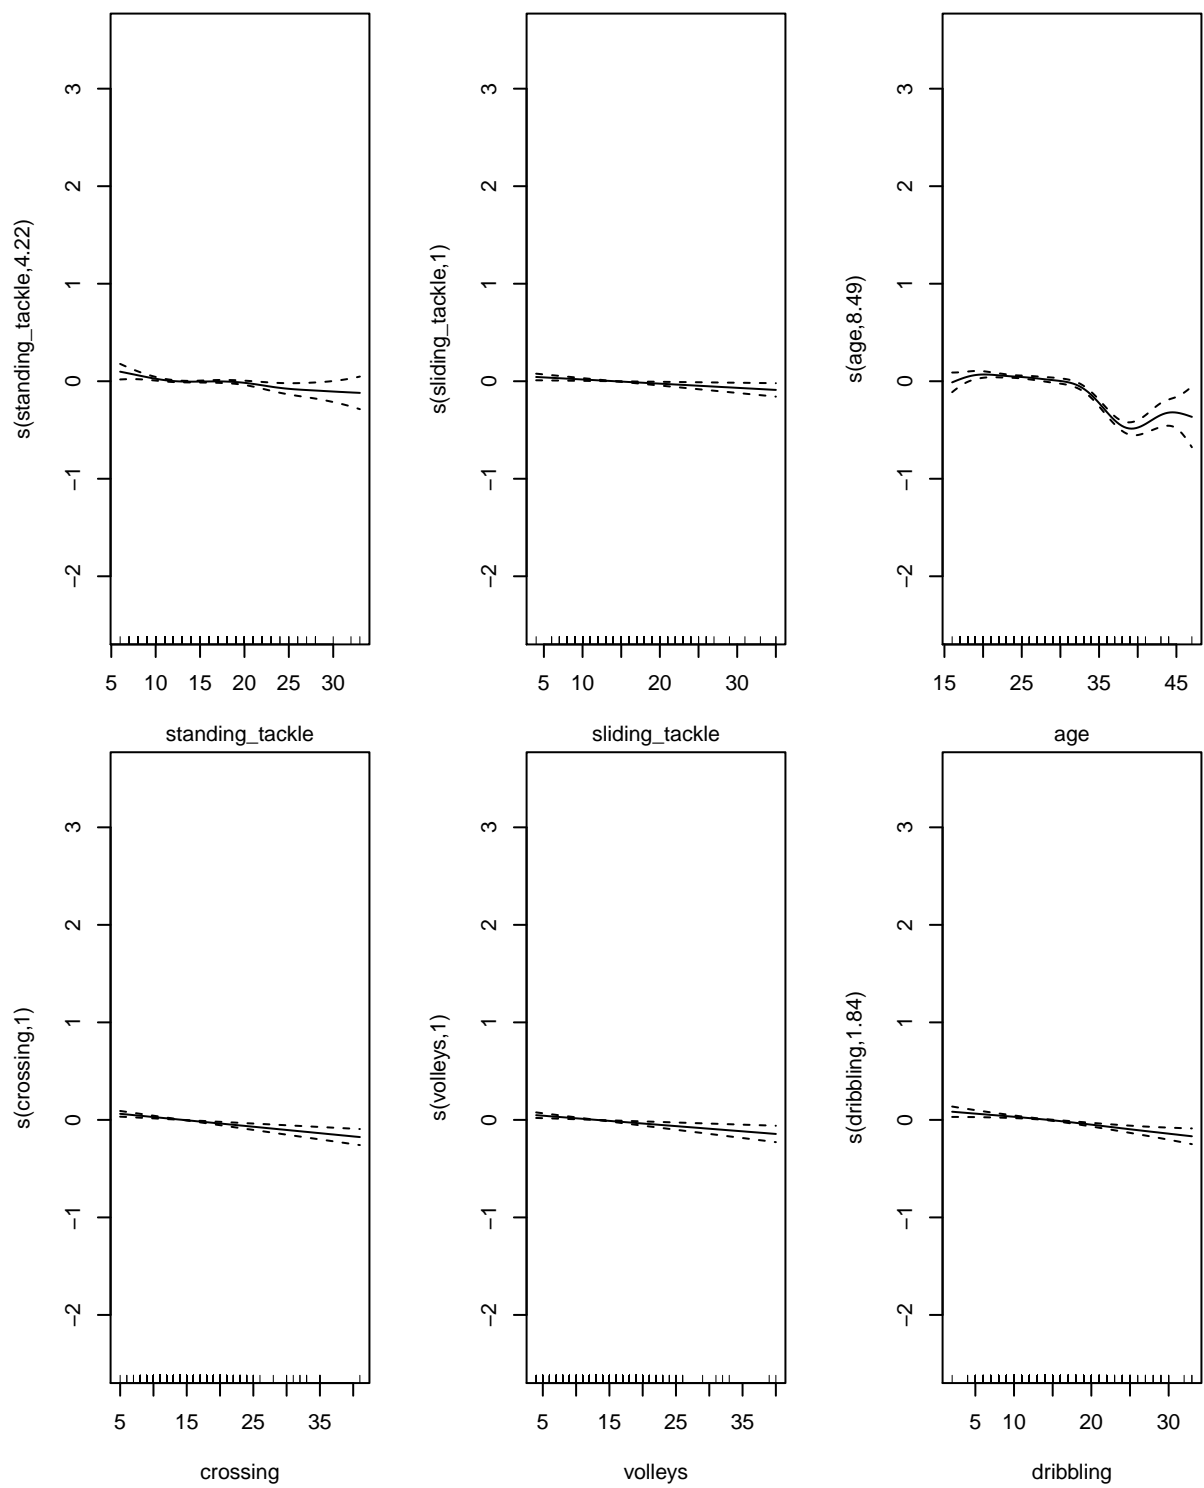 3
2
1
0
−1
−2
s(standing_tackle,4.22)
5 10 15 20 25 30
standing_tackle
3
2
1
0
−1
−2
s(sliding_tackle,1)
5 10 20 30
sliding_tackle
3
2
1
0
−1
−2
s(age,8.49)
15 25 35 45
age
3
2
1
0
−1
−2
s(crossing,1)
5 15 25 35
crossing
3
2
1
0
−1
−2
s(volleys,1)
5 15 25 35
volleys
3
2
1
0
−1
−2
s(dribbling,1.84)
5 10 20 30
dribbling